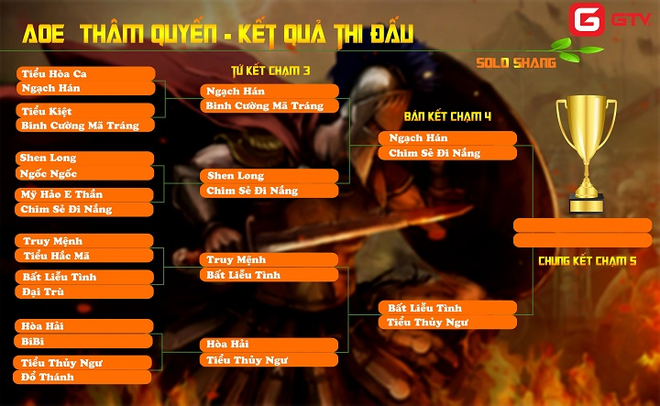 AOE THÂM QUYẾN - KẾT QUẢ THI ĐẤU
G GTV
SOLO SHANG
Tiểu Hòa Ca
Ngạch Hán
Tiểu Kiệt
Binh Cường Mã Tráng
Shen Long
Ngốc Ngốc
Mỹ Hào E Thần
Chim Sẻ Đi Nắng
Truy Mệnh
Tiểu Hắc Mã
Bất Liễu Tình
Đại Trù
Hòa Hải
BiBi
Tiểu Thủy Ngư
Đổ Thánh
TỨ KẾT CHẠM 3
Ngạch Hán
Binh Cường Mã Tráng
Shen Long
Chim Sẻ Đi Nắng
Truy Mệnh
Bất Liễu Tình
Hòa Hải
Tiểu Thủy Ngư
BÁN KẾT CHẠM 4
Ngạch Hán
Chim Sẻ Đi Nắng
Bất Liễu Tình
Tiểu Thủy Ngư
CHUNG KẾT CHẠM 5